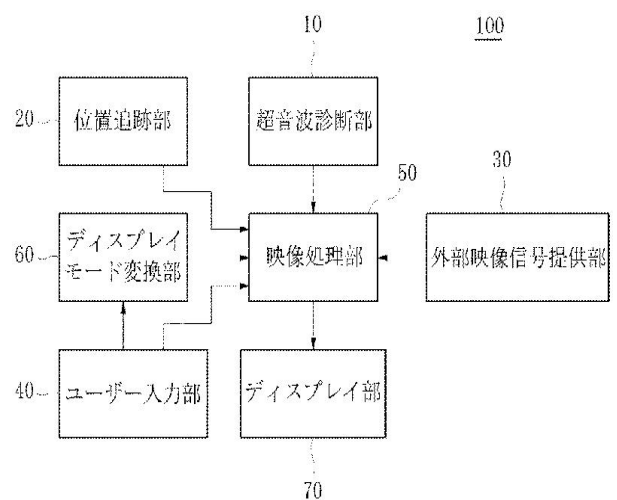 10
100
20
位置追跡部
超音波診断部
50
30
60
ディスプレイ
モード変換部
映像処理部
外部映像信号提供部
40
ユーザー入力部
ディスプレイ部
70